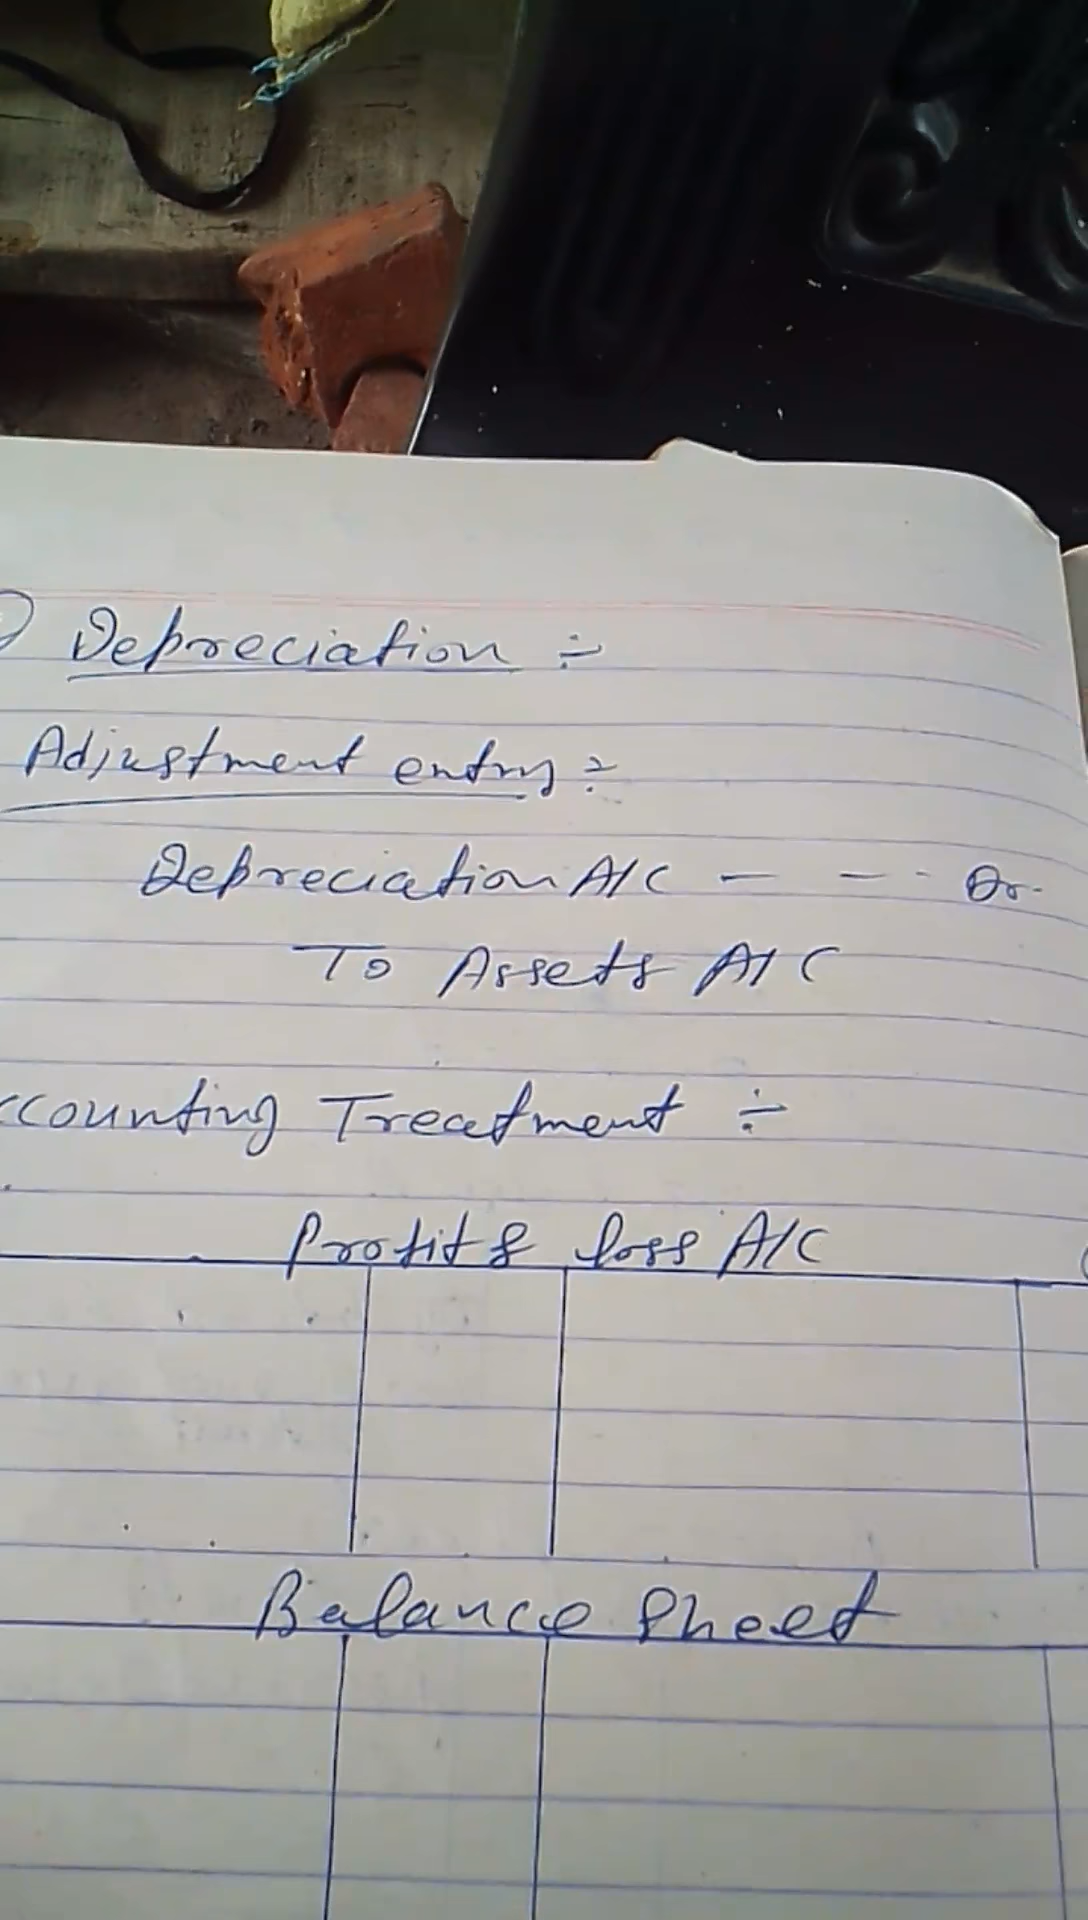 Depreciation ÷
Adjustment entry ÷
Depreciation A/C - - - Dr.
To Assets A/C
ccounting Treatment ÷
Profit & loss A/C
Balance Sheet